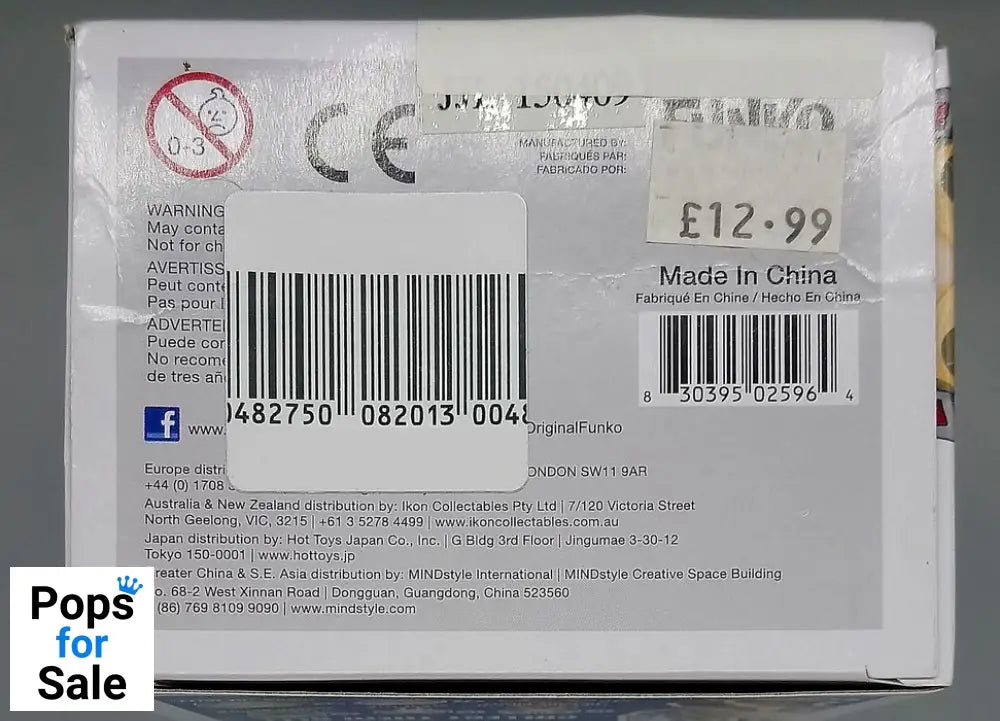 0-3
CE
FUNKO
MANUFACTURED BY:
FABRIQUÉS PAR:
FABRICADO POR:
£12.99
WARNING
May conta
Not for ch
AVERTISS
Peut conte
Pas pour l
ADVERTE
Puede con
No recome
de tres añ
0482750 082013 0048
Made In China
Fabriqué En Chine / Hecho En China
8 30395 02596 4
f www.
OriginalFunko
Europe distri
ONDON SW11 9AR
+44 (0) 1708
Australia & New Zealand distribution by: Ikon Collectables Pty Ltd | 7/120 Victoria Street
North Geelong, VIC, 3215 | +61 3 5278 4499 | www.ikoncollectables.com.au
Japan distribution by: Hot Toys Japan Co., Inc. | G Bldg 3rd Floor | Jingumae 3-30-12
Tokyo 150-0001 | www.hottoys.jp
reater China & S.E. Asia distribution by: MINDstyle International | MINDstyle Creative Space Building
o. 68-2 West Xinnan Road | Dongguan, Guangdong, China 523560
(86) 769 8109 9090 | www.mindstyle.com
Pops
for
Sale